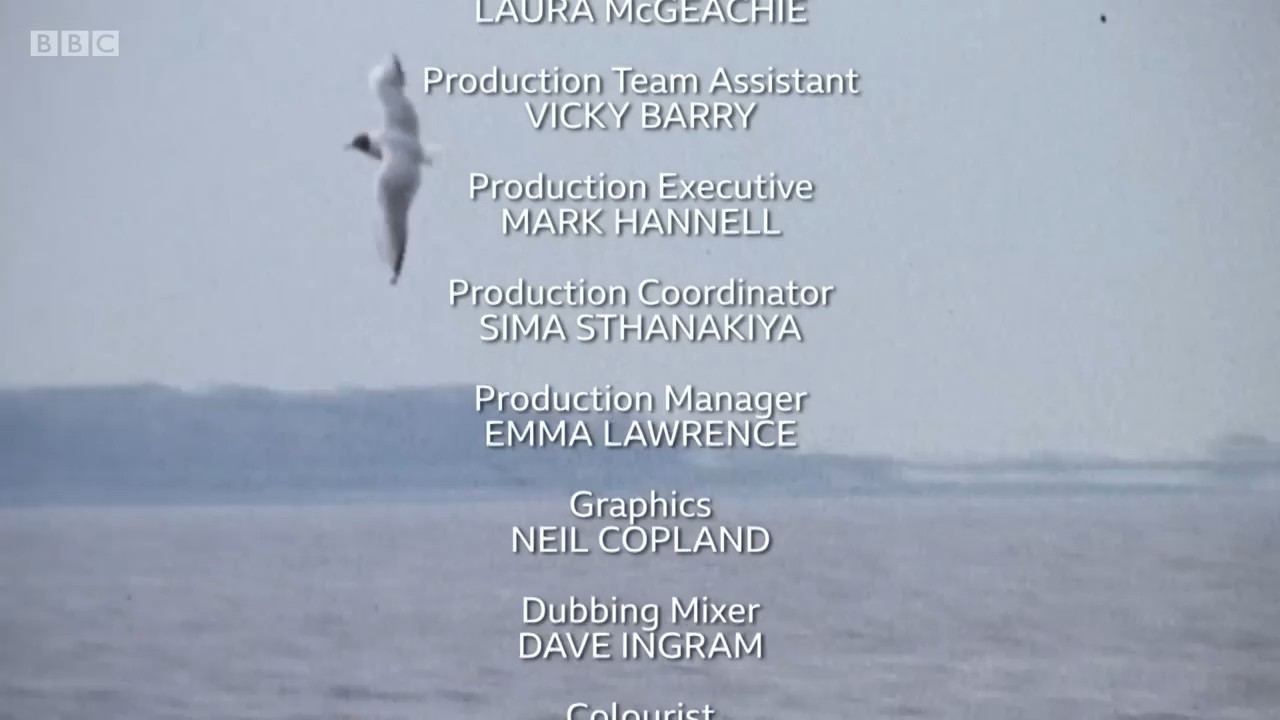 BBC
LAURA McGEACHIE
Production Team Assistant
VICKY BARRY
Production Executive
MARK HANNELL
Production Coordinator
SIMA STHANAKIYA
Production Manager
EMMA LAWRENCE
Graphics
NEIL COPLAND
Dubbing Mixer
DAVE INGRAM
Colourist